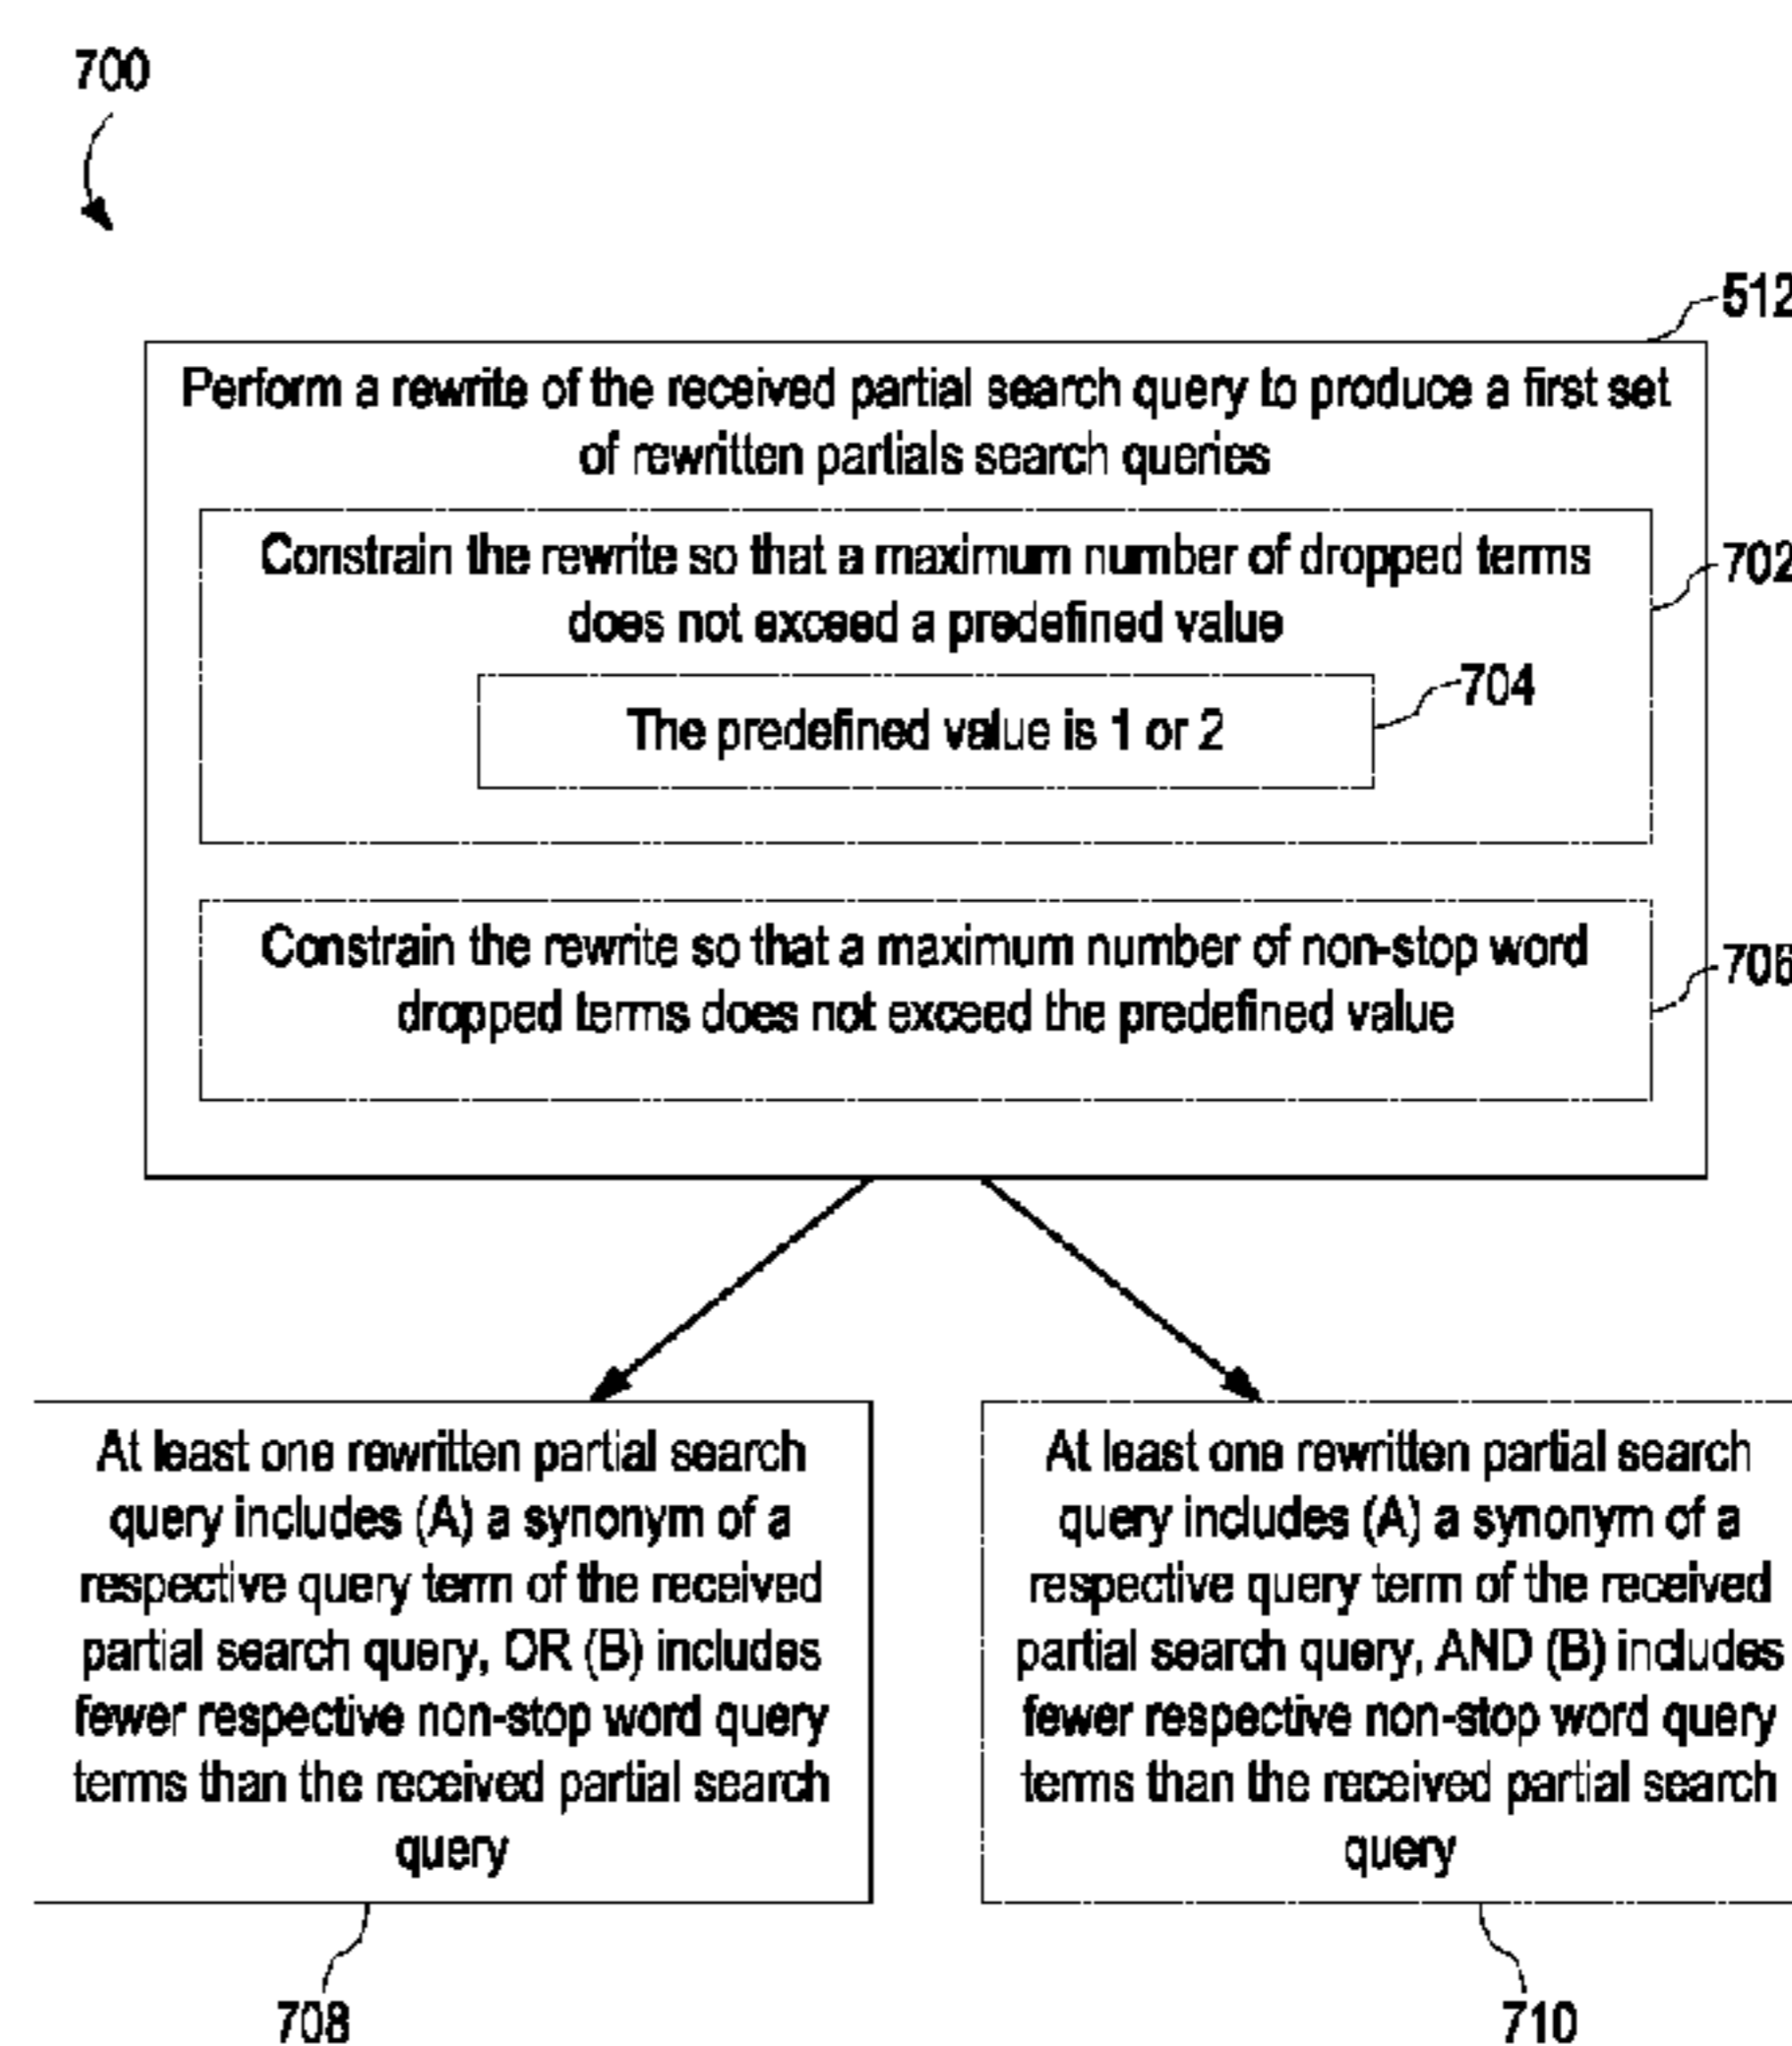 700
512
Perform a rewrite of the received partial search query to produce a first set
of rewritten partials search queries
Constrain the rewrite so that a maximum number of dropped terms
does not exceed a predefined value
702
704
The predefined value is 1 or 2
Constrain the rewrite so that a maximum number of non-stop word
dropped terms does not exceed the predefined value
706
At least one rewritten partial search
query includes (A) a synonym of a
respective query term of the received
partial search query, OR (B) includes
fewer respective non-stop word query
terms than the received partial search
query
At least one rewritten partial search
query includes (A) a synonym of a
respective query term of the received
partial search query, AND (B) includes
fewer respective non-stop word query
terms than the received partial search
query
708
710